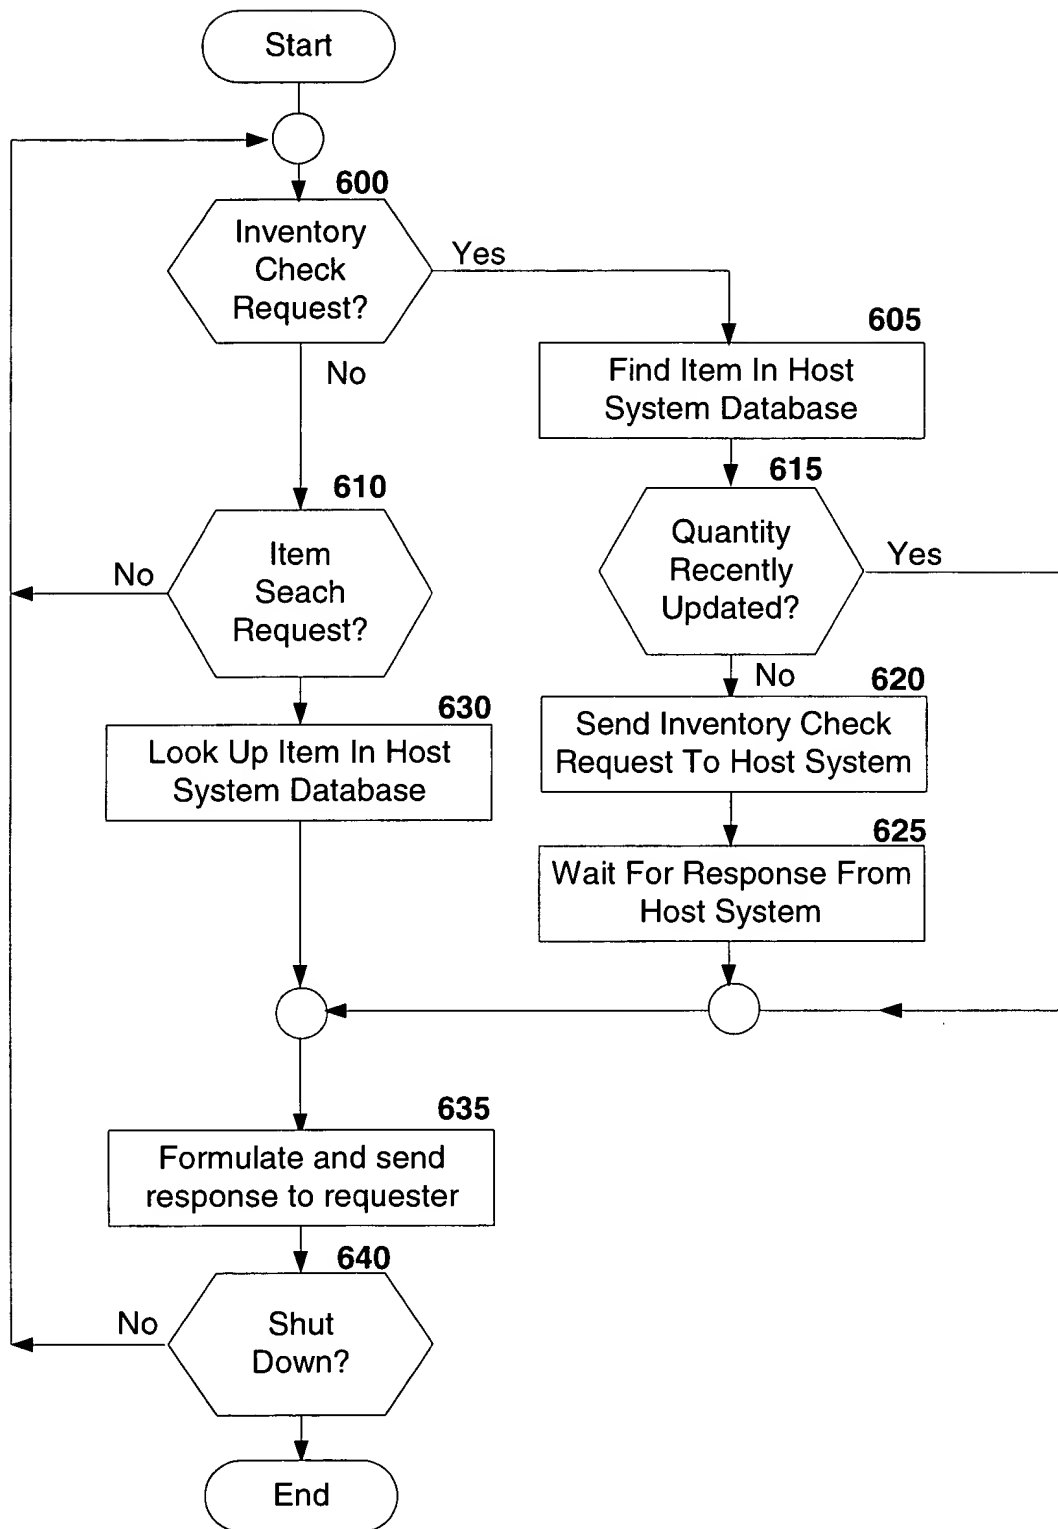 Start
600
Inventory
Check
Request?
Yes
No
605
Find Item In Host
System Database
610
Item
Seach
Request?
No
615
Quantity
Recently
Updated?
Yes
No
620
Send Inventory Check
Request To Host System
630
Look Up Item In Host
System Database
625
Wait For Response From
Host System
635
Formulate and send
response to requester
640
Shut
Down?
No
End